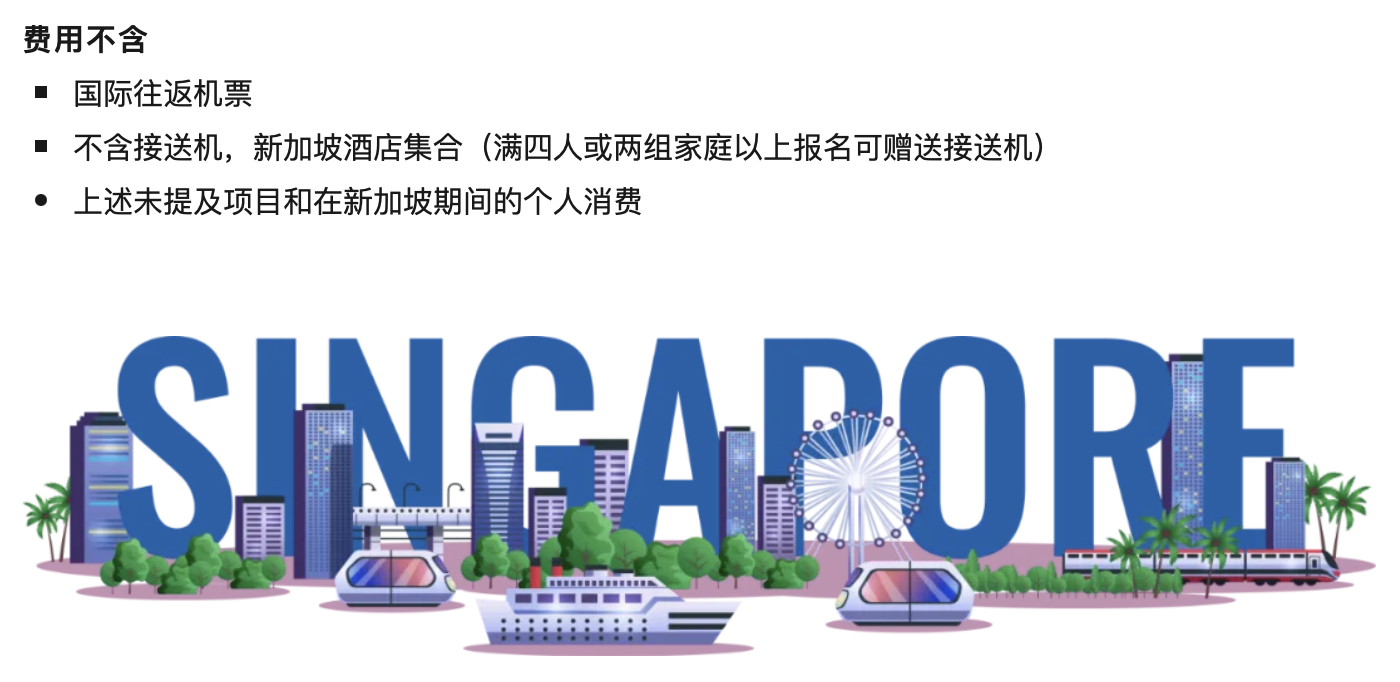 费用不含
国际往返机票
不含接送机，新加坡酒店集合（满四人或两组家庭以上报名可赠送接送机）
上述未提及项目和在新加坡期间的个人消费
SINGAPORE